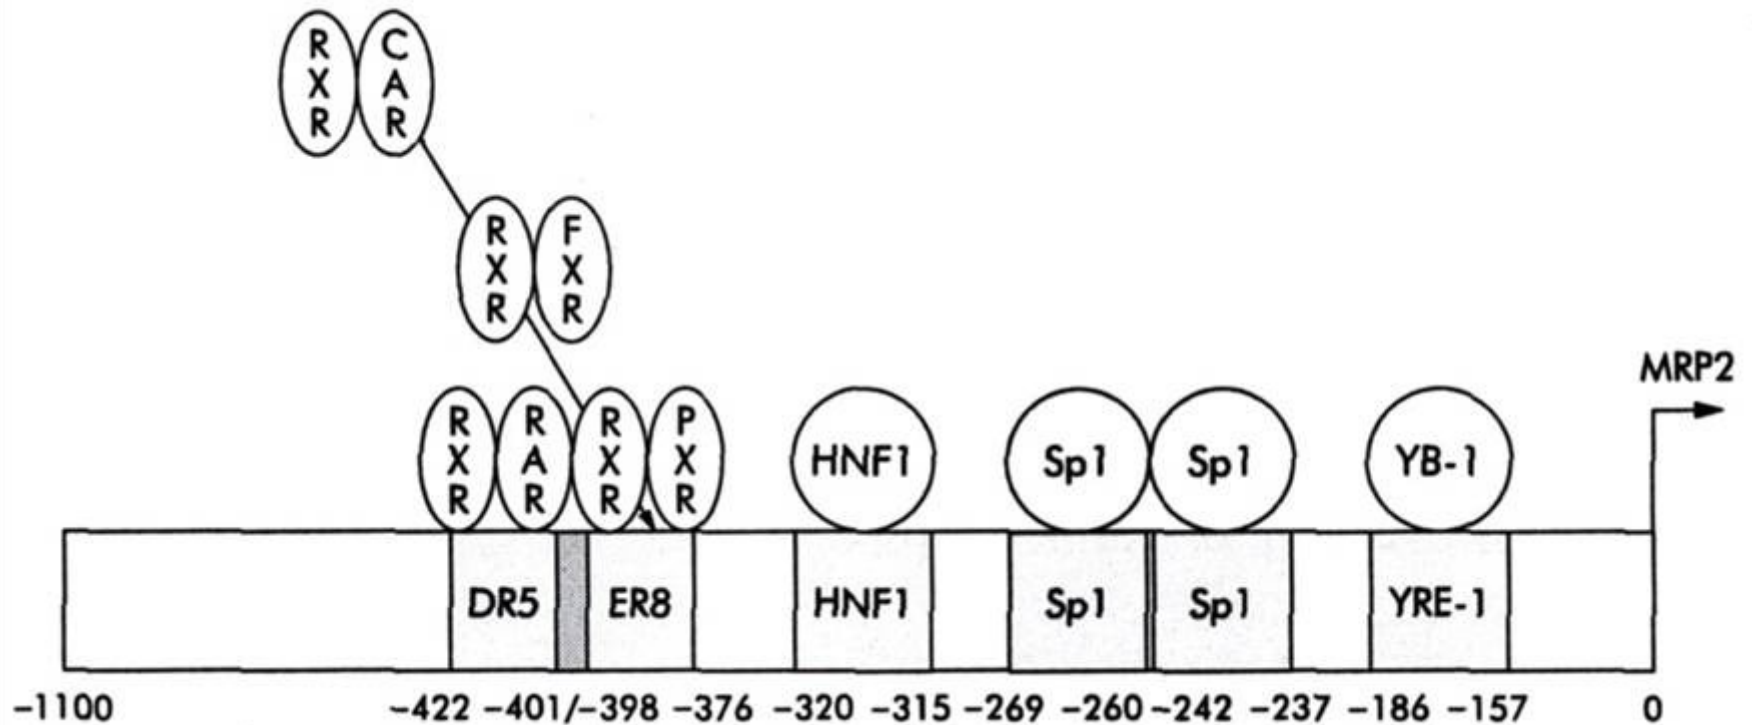 RXR CAR
RXR FXR
MRP2
RXR RAR RXR PXR HNF1 Sp1 Sp1 YB-1
DR5 ER8 HNF1 Sp1 Sp1 YRE-1
-1100 -422 -401/-398 -376 -320 -315 -269 -260 -242 -237 -186 -157 0